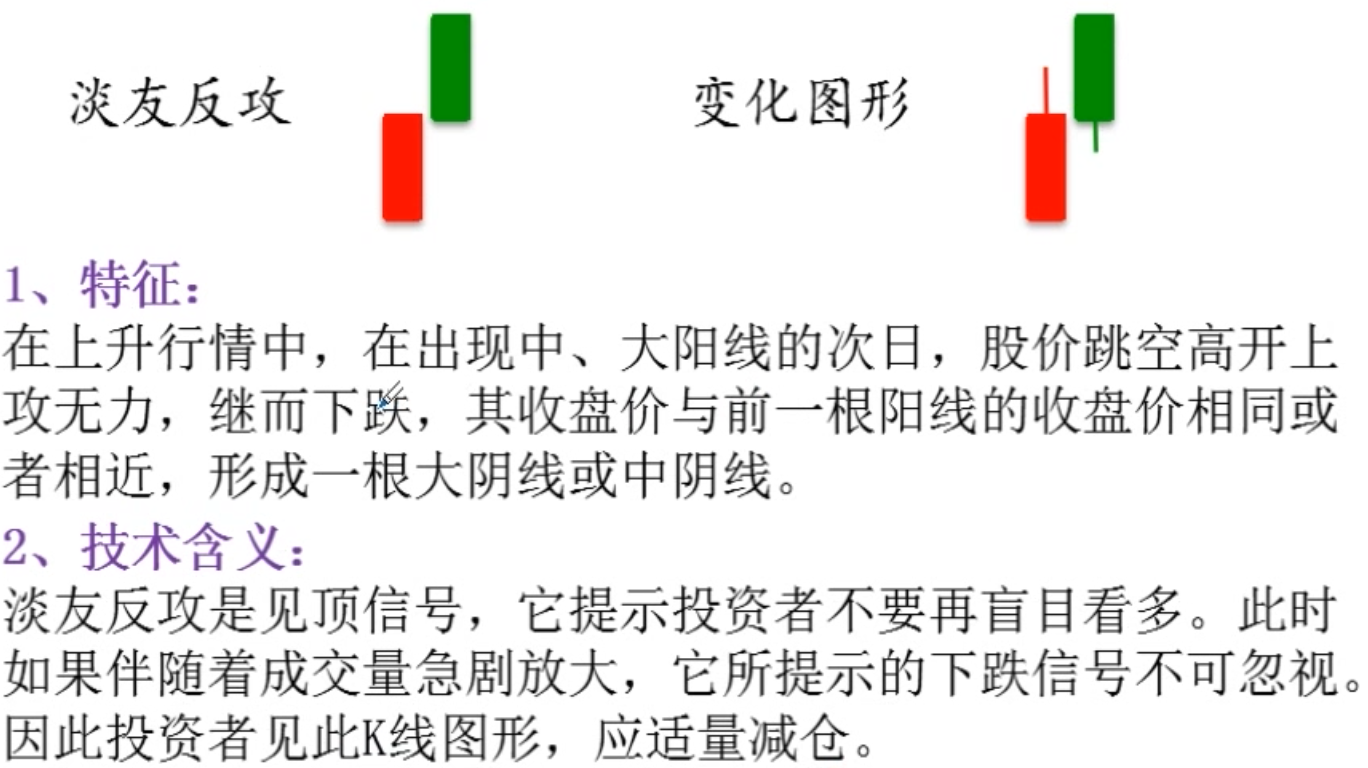 淡友反攻
变化图形
1、特征：
在上升行情中，在出现中、大阳线的次日，股价跳空高开上
攻无力，继而下跌，其收盘价与前一根阳线的收盘价相同或
者相近，形成一根大阴线或中阴线。
2、技术含义：
淡友反攻是见顶信号，它提示投资者不要再盲目看多。此时
如果伴随着成交量急剧放大，它所提示的下跌信号不可忽视。
因此投资者见此K线图形，应适量减仓。